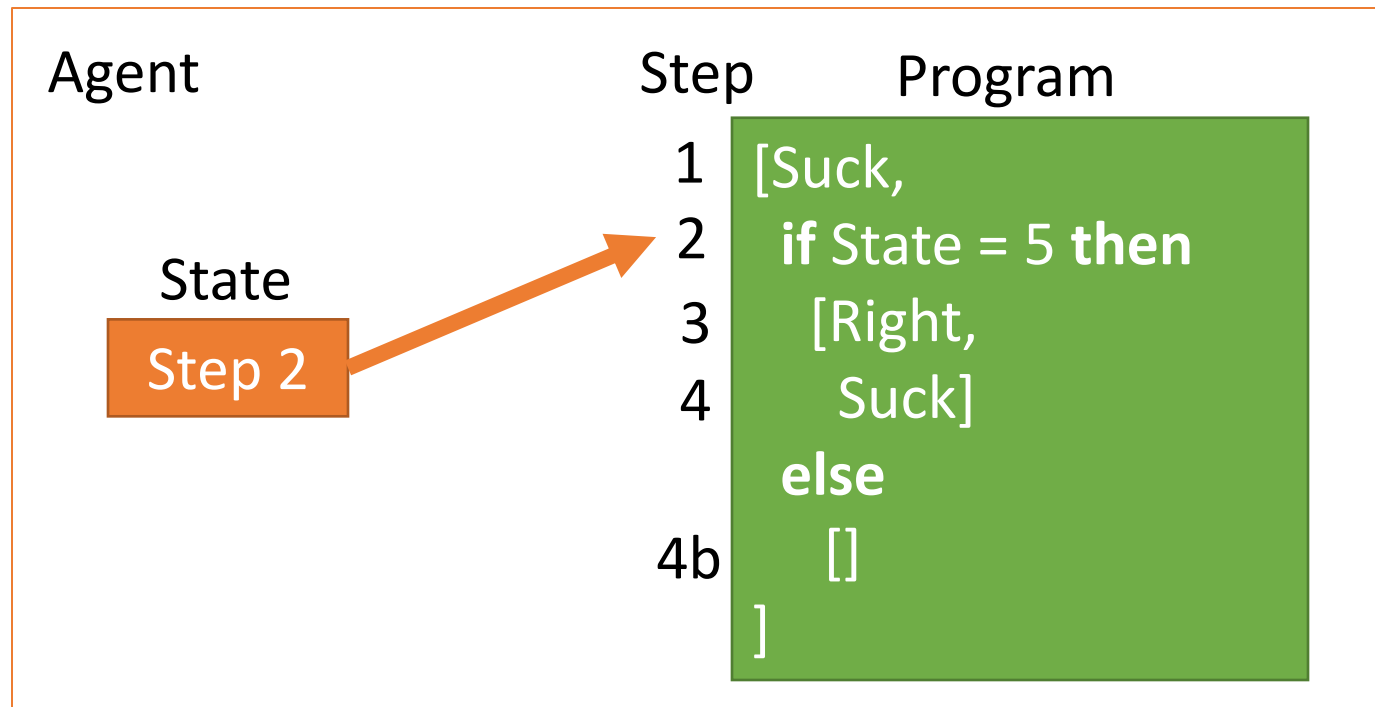 Agent
State
Step 2
Step Program
1 [Suck,
2 if State = 5 then
3 [Right,
4 Suck]
else
4b []
]